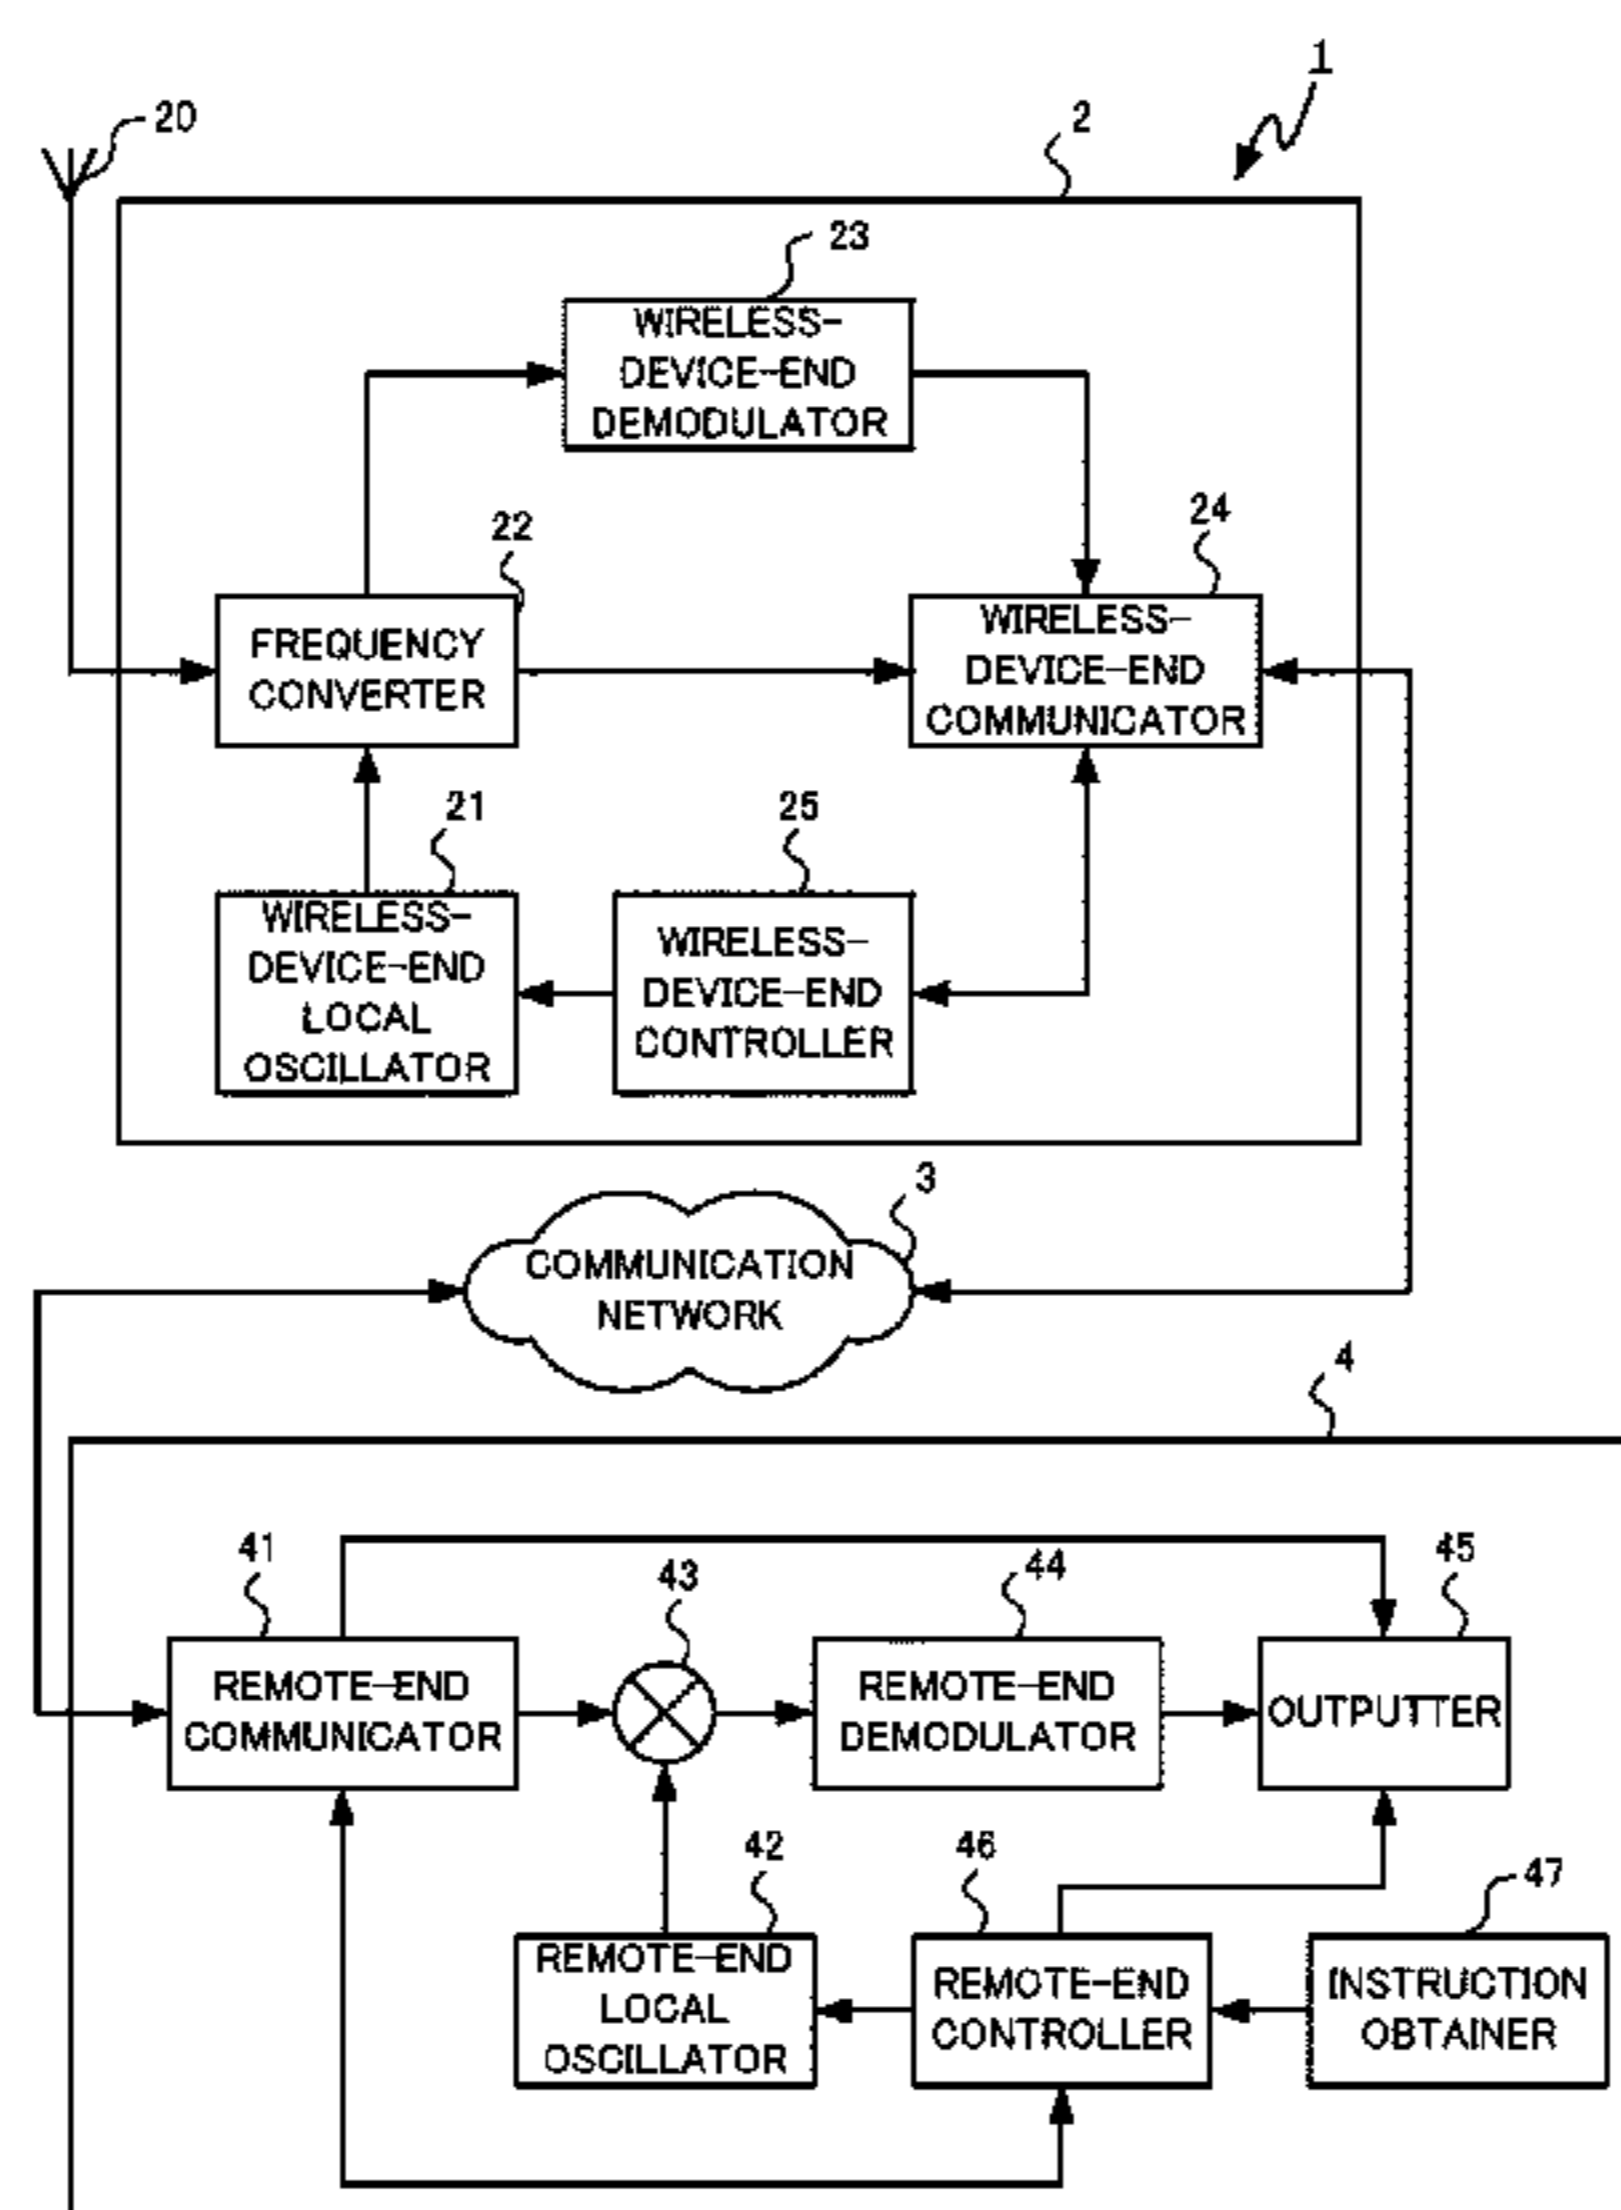 1
20
2
23
WIRELESS-
DEVICE-END
DEMODULATOR
22
24
FREQUENCY
CONVERTER
WIRELESS-
DEVICE-END
COMMUNICATOR
21
25
WIRELESS-
DEVICE-END
LOCAL
OSCILLATOR
WIRELESS-
DEVICE-END
CONTROLLER
3
COMMUNICATION
NETWORK
4
41
43
44
45
REMOTE-END
COMMUNICATOR
REMOTE-END
DEMODULATOR
OUTPUTTER
42
46
47
REMOTE-END
LOCAL
OSCILLATOR
REMOTE-END
CONTROLLER
INSTRUCTION
OBTAINER